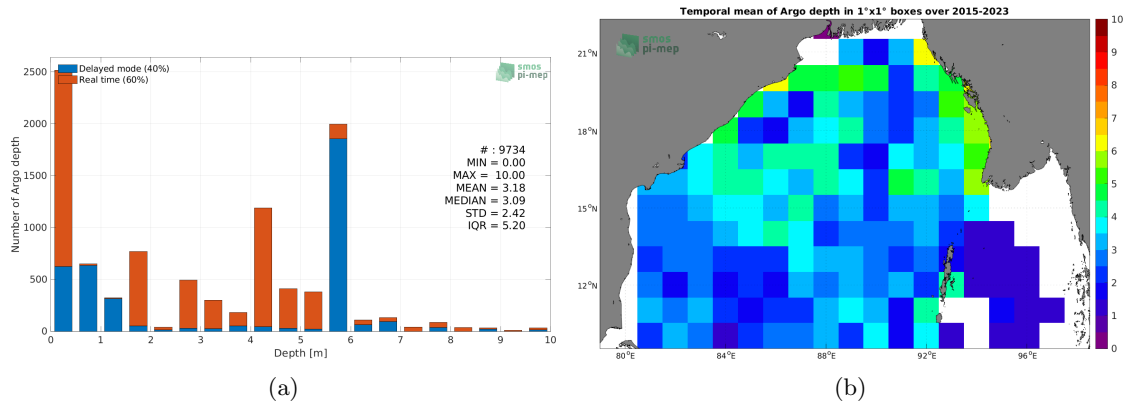 Temporal mean of Argo depth in 1°x1° boxes over 2015-2023
Delayed mode (40%)
Real time (60%)
smos
pi-mep
# : 9734
MIN = 0.00
MAX = 10.00
MEAN = 3.18
MEDIAN = 3.09
STD = 2.42
IQR = 5.20
Number of Argo depth
2500
2000
1500
1000
500
0
0 1 2 3 4 5 6 7 8 9 10
Depth [m]
(a)
smos
pi-mep
21°N
18°N
15°N
12°N
80°E 84°E 88°E 92°E 96°E
10
9
8
7
6
5
4
3
2
1
0
(b)